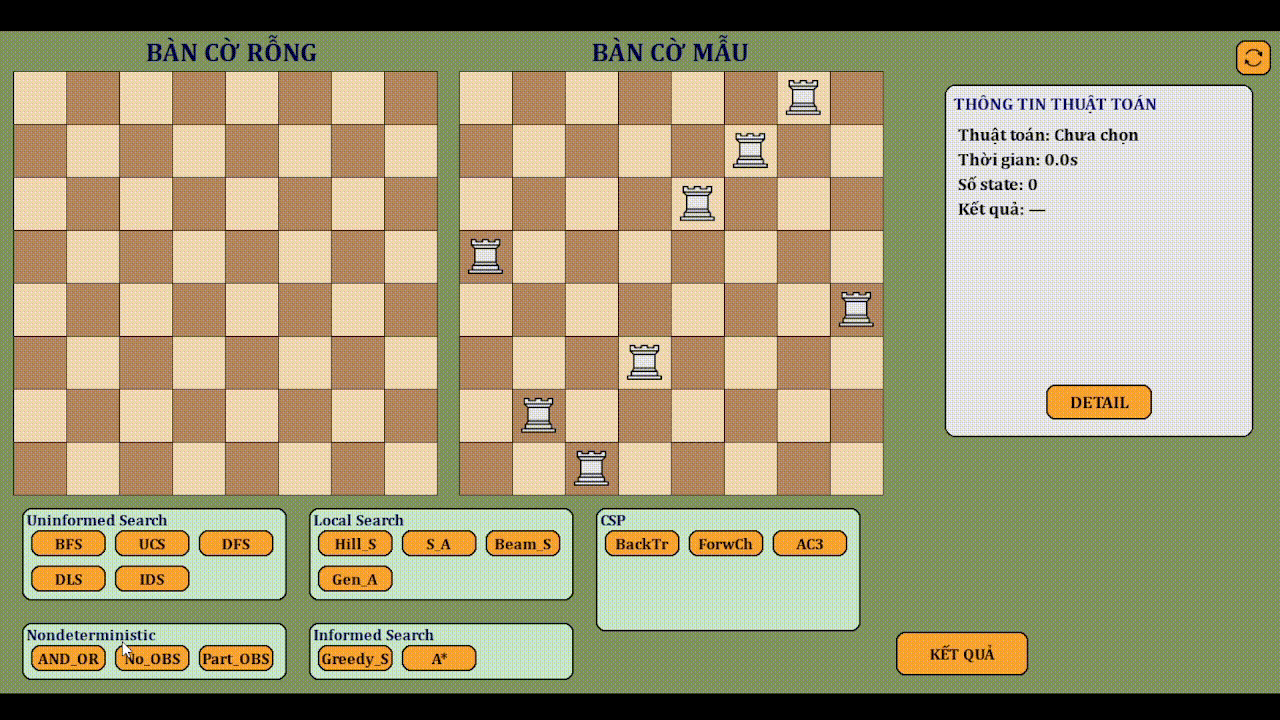 BÀN CỜ RỖNG
BÀN CỜ MẪU
THÔNG TIN THUẬT TOÁN
Thuật toán: Chưa chọn
Thời gian: 0.0s
Số state: 0
Kết quả: —
DETAIL
Uninformed Search
BFS UCS DFS
DLS IDS
Local Search
Hill_S S_A Beam_S
Gen_A
CSP
BackTr ForwCh AC3
Nondeterministic
AND_OR No_OBS Part_OBS
Informed Search
Greedy_S A*
KẾT QUẢ